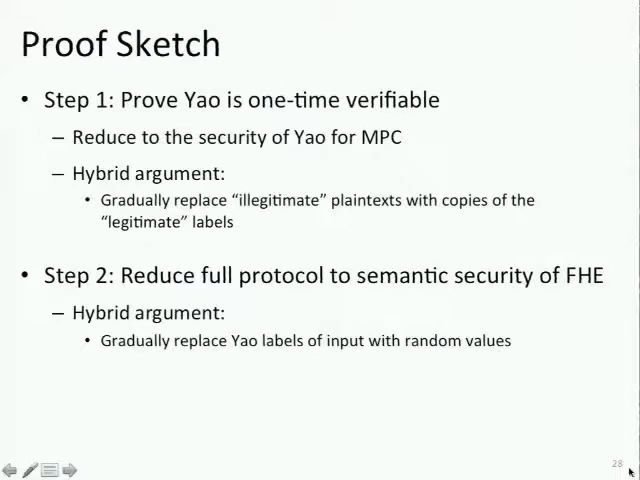 Proof Sketch
• Step 1: Prove Yao is one-time verifiable
– Reduce to the security of Yao for MPC
– Hybrid argument:
• Gradually replace “illegitimate” plaintexts with copies of the
“legitimate” labels
• Step 2: Reduce full protocol to semantic security of FHE
– Hybrid argument:
• Gradually replace Yao labels of input with random values
28